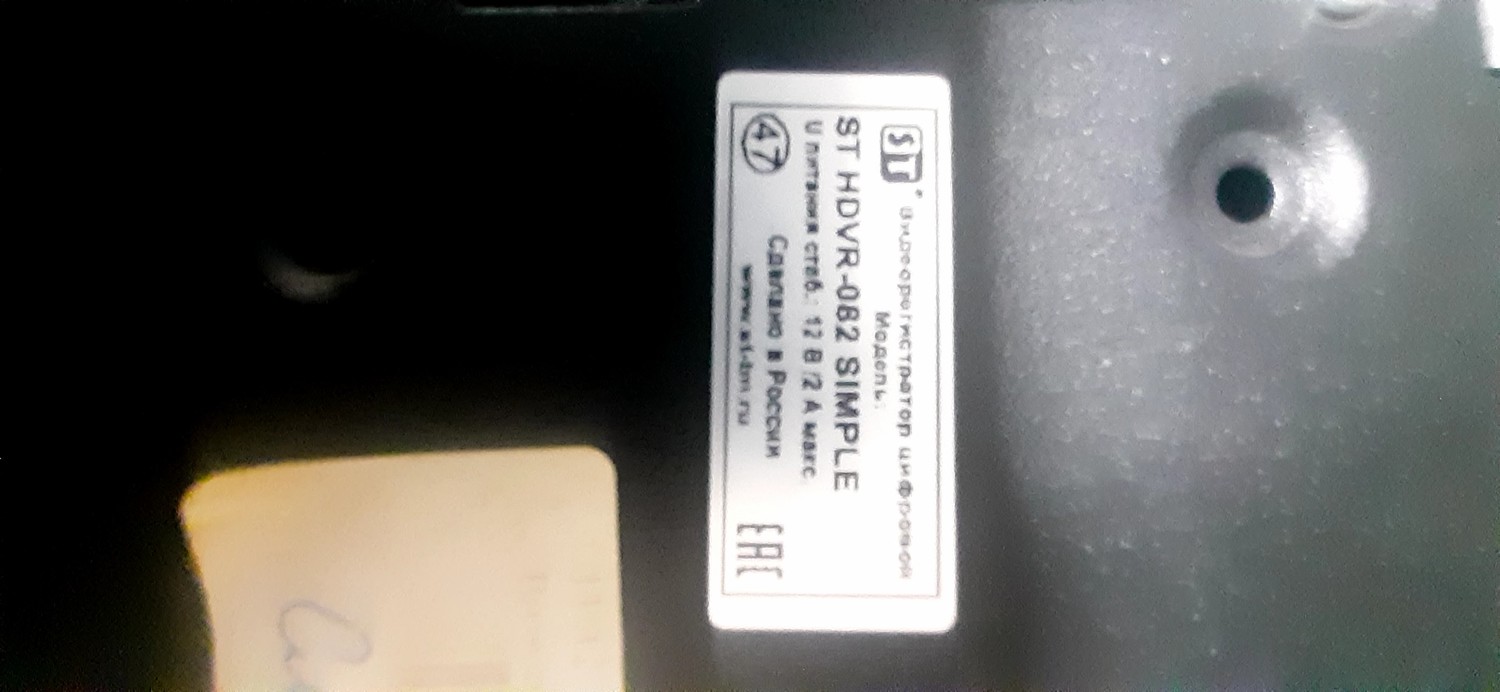 ST Видеорегистратор цифровой
Модель:
ST HDVR-082 SIMPLE
U питания стаб.: 12 В /2 А макс.
47 Сделано в России EAC
www.st-tm.ru